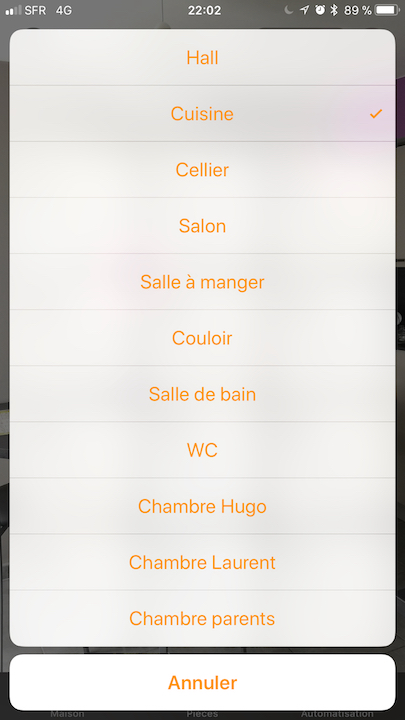 SFR 4G 22:02 89 %
Hall
Cuisine
Cellier
Salon
Salle à manger
Couloir
Salle de bain
WC
Chambre Hugo
Chambre Laurent
Chambre parents
Annuler
Maison Pièces Automatisation